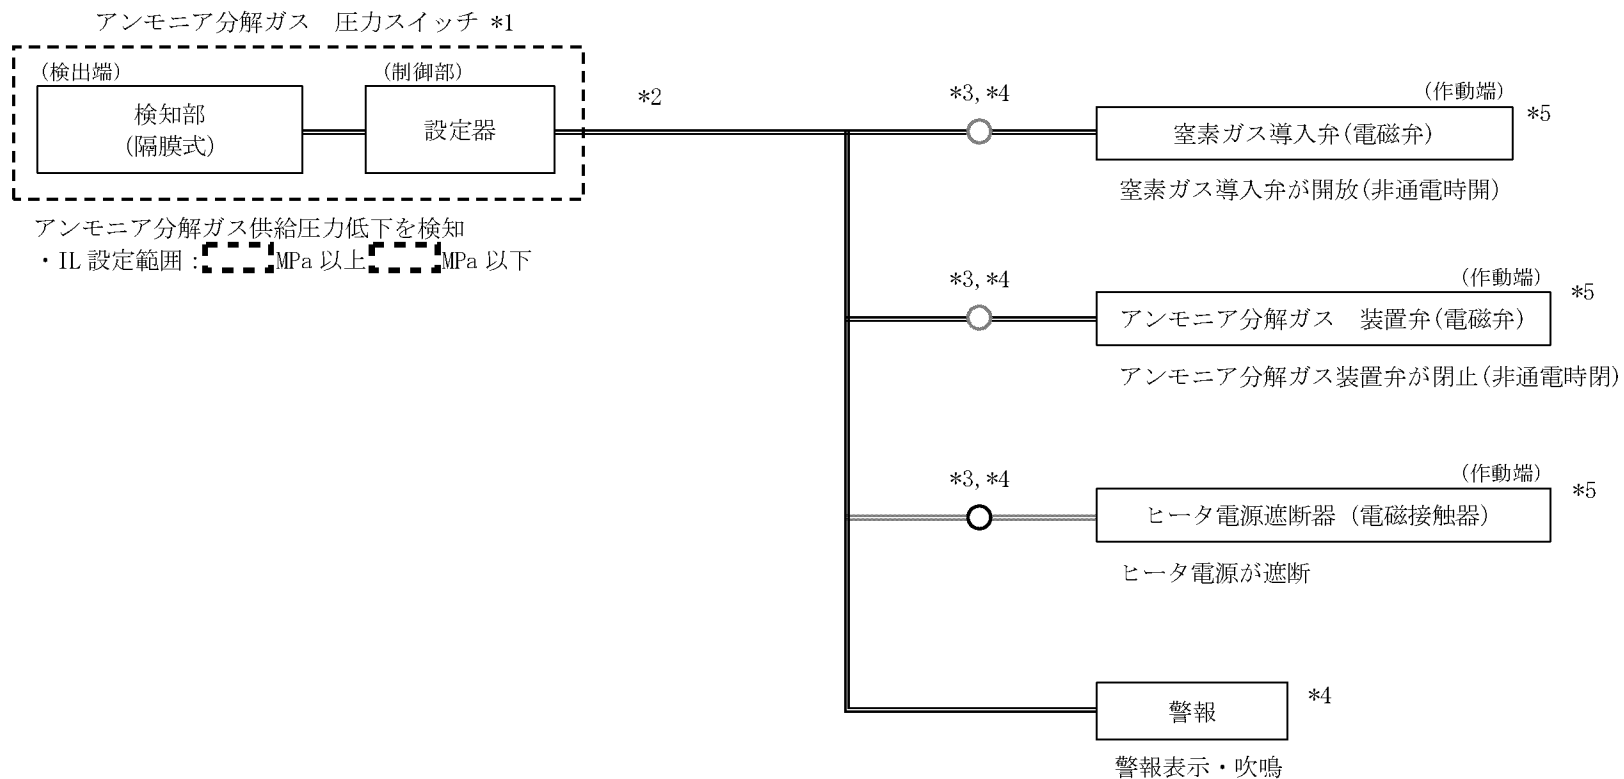 アンモニア分解ガス　圧力スイッチ *1
(検出端)
検知部
(隔膜式)
(制御部)
設定器
アンモニア分解ガス供給圧力低下を検知
・IL 設定範囲：MPa 以上MPa 以下
*2
*3, *4
(作動端)
窒素ガス導入弁(電磁弁)
*5
窒素ガス導入弁が開放(非通電時開)
*3, *4
(作動端)
アンモニア分解ガス　装置弁(電磁弁)
*5
アンモニア分解ガス装置弁が閉止(非通電時閉)
*3, *4
(作動端)
ヒータ電源遮断器 (電磁接触器)
*5
ヒータ電源が遮断
警報
*4
警報表示・吹鳴